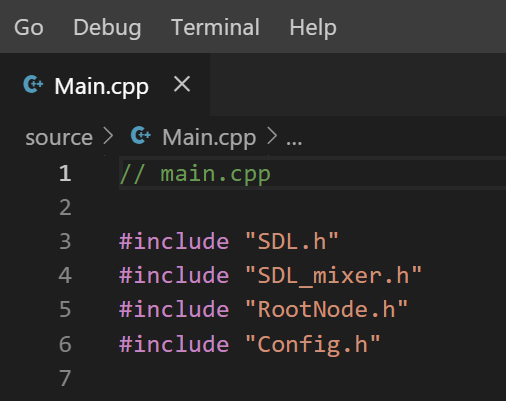 Go Debug Terminal Help
Main.cpp
source > Main.cpp > ...
1 // main.cpp
2
3 #include "SDL.h"
4 #include "SDL_mixer.h"
5 #include "RootNode.h"
6 #include "Config.h"
7